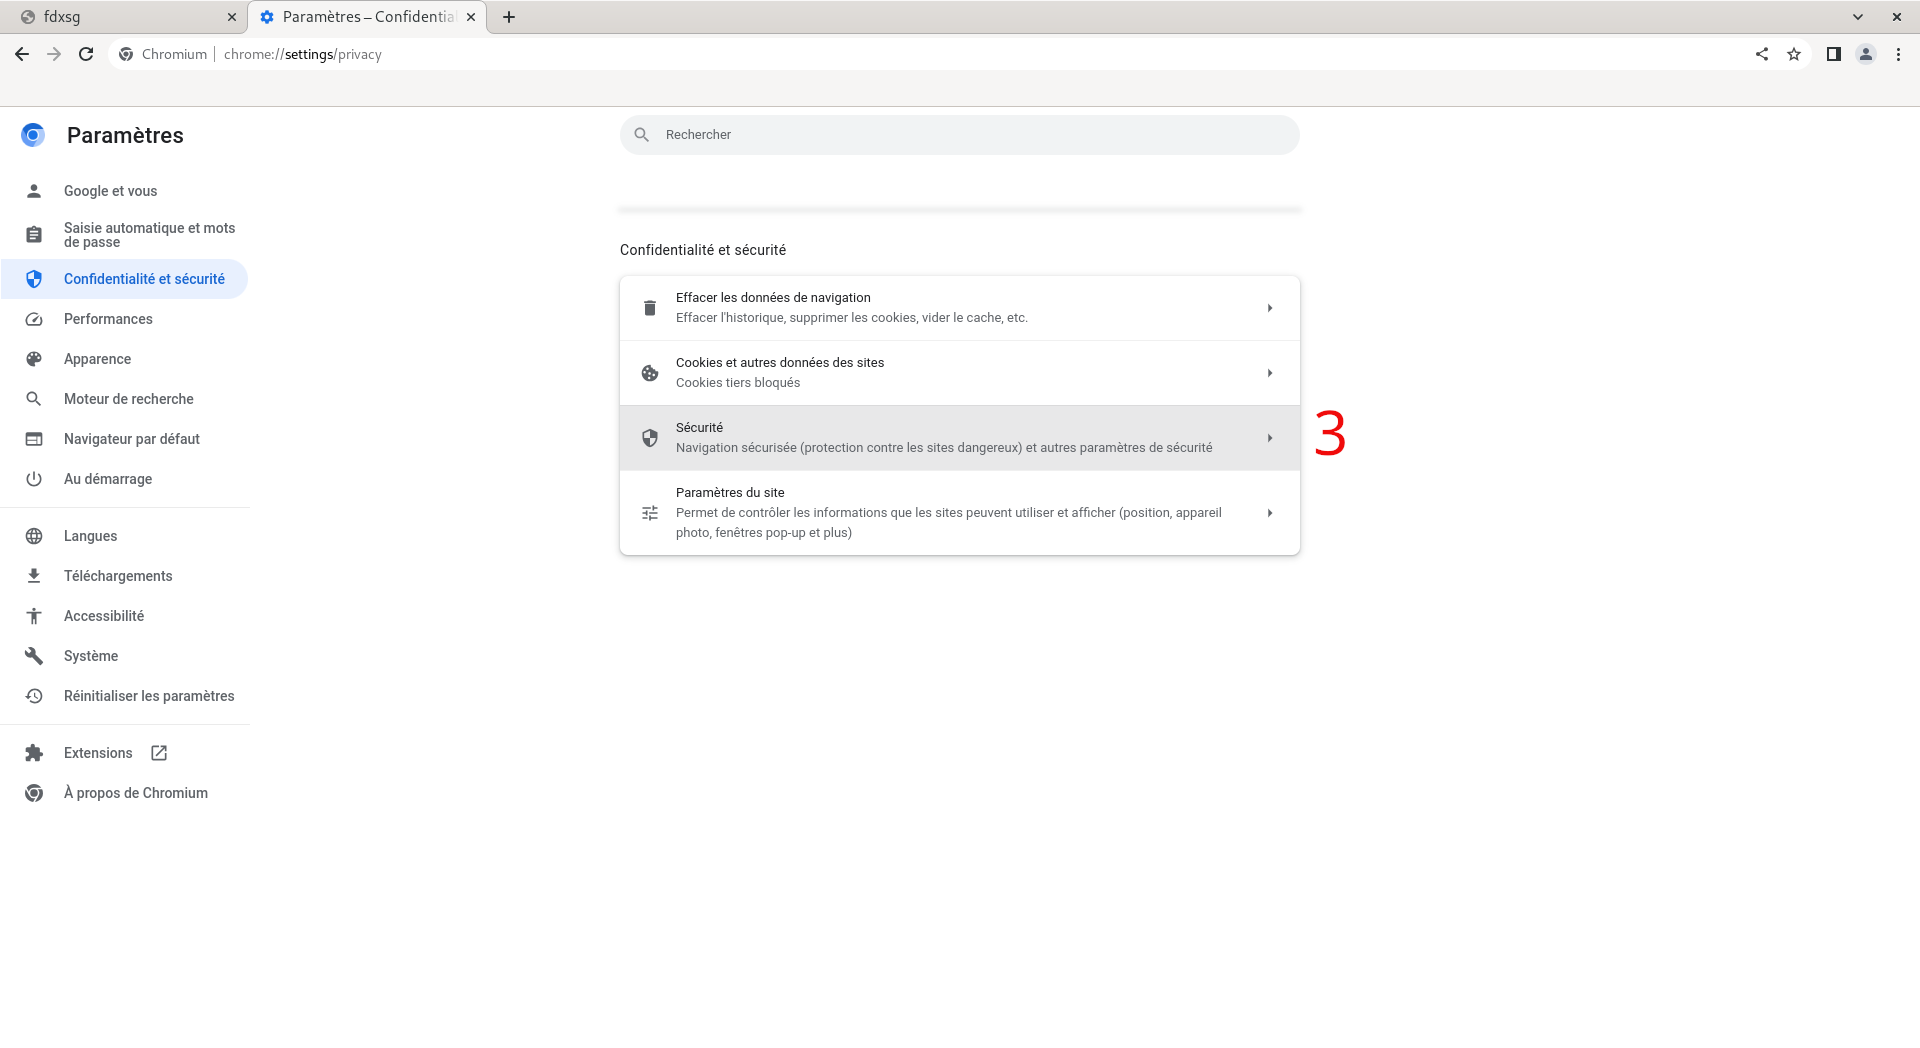 fdxsg
Paramètres – Confidentia
Chromium
chrome://settings/privacy
Paramètres
Rechercher
Google et vous
Saisie automatique et mots
de passe
Confidentialité et sécurité
Performances
Apparence
Moteur de recherche
Navigateur par défaut
Au démarrage
Langues
Téléchargements
Accessibilité
Système
Réinitialiser les paramètres
Extensions
À propos de Chromium
Confidentialité et sécurité
Effacer les données de navigation
Effacer l'historique, supprimer les cookies, vider le cache, etc.
Cookies et autres données des sites
Cookies tiers bloqués
Sécurité
Navigation sécurisée (protection contre les sites dangereux) et autres paramètres de sécurité
3
Paramètres du site
Permet de contrôler les informations que les sites peuvent utiliser et afficher (position, appareil
photo, fenêtres pop-up et plus)